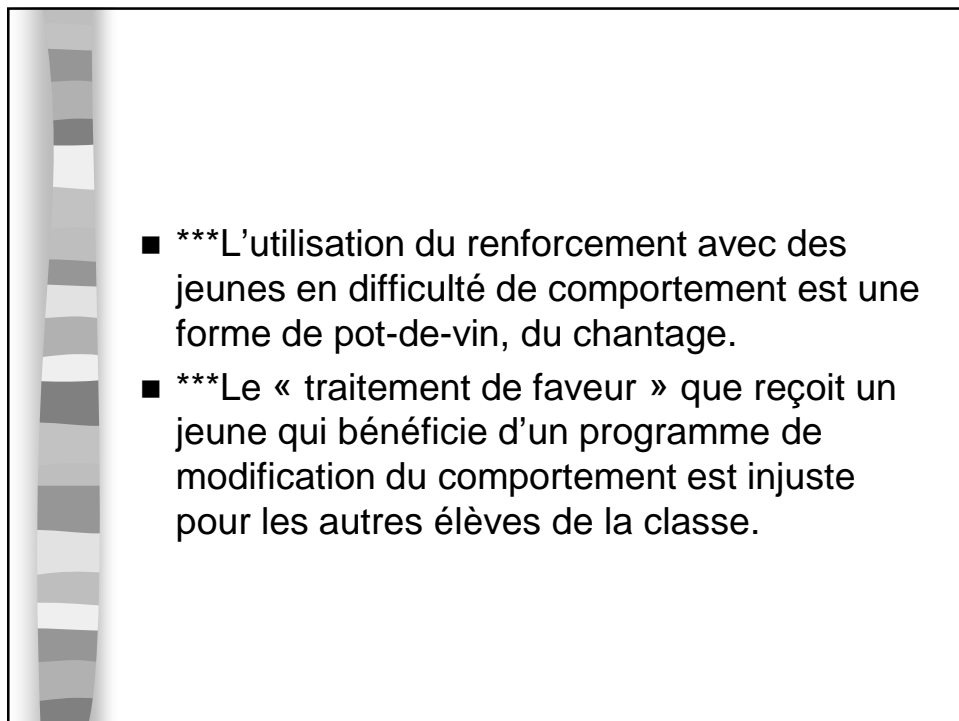 ■ ***L’utilisation du renforcement avec des
jeunes en difficulté de comportement est une
forme de pot-de-vin, du chantage.
■ ***Le « traitement de faveur » que reçoit un
jeune qui bénéficie d’un programme de
modification du comportement est injuste
pour les autres élèves de la classe.